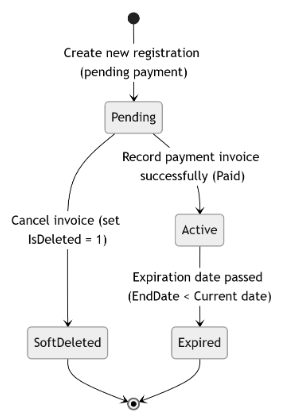 Create new registration
(pending payment)
Pending
Record payment invoice
successfully (Paid)
Cancel invoice (set
IsDeleted = 1)
Active
Expiration date passed
(EndDate < Current date)
SoftDeleted
Expired